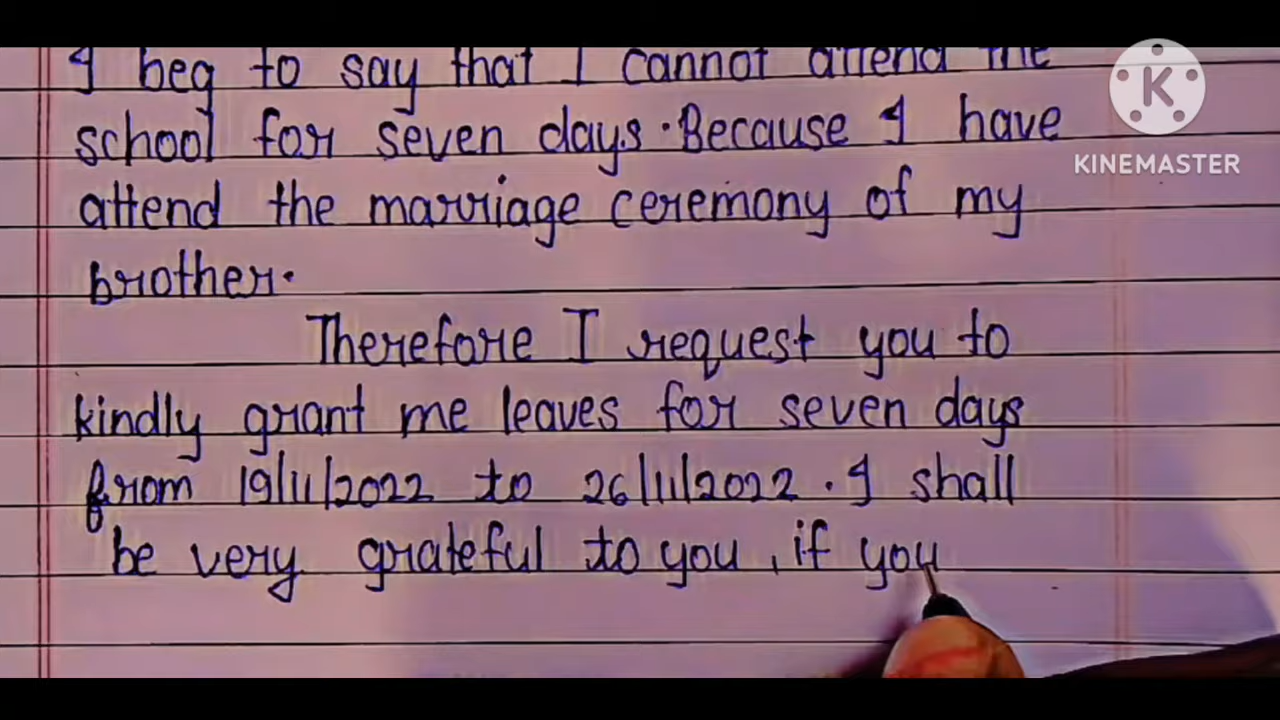 I beg to say that I cannot attend the
school for seven days. Because I have
attend the marriage ceremony of my
brother.
Therefore I request you to
kindly grant me leaves for seven days
from 19/11/2022 to 26/11/2022. I shall
be very grateful to you, if you
K
KINEMASTER